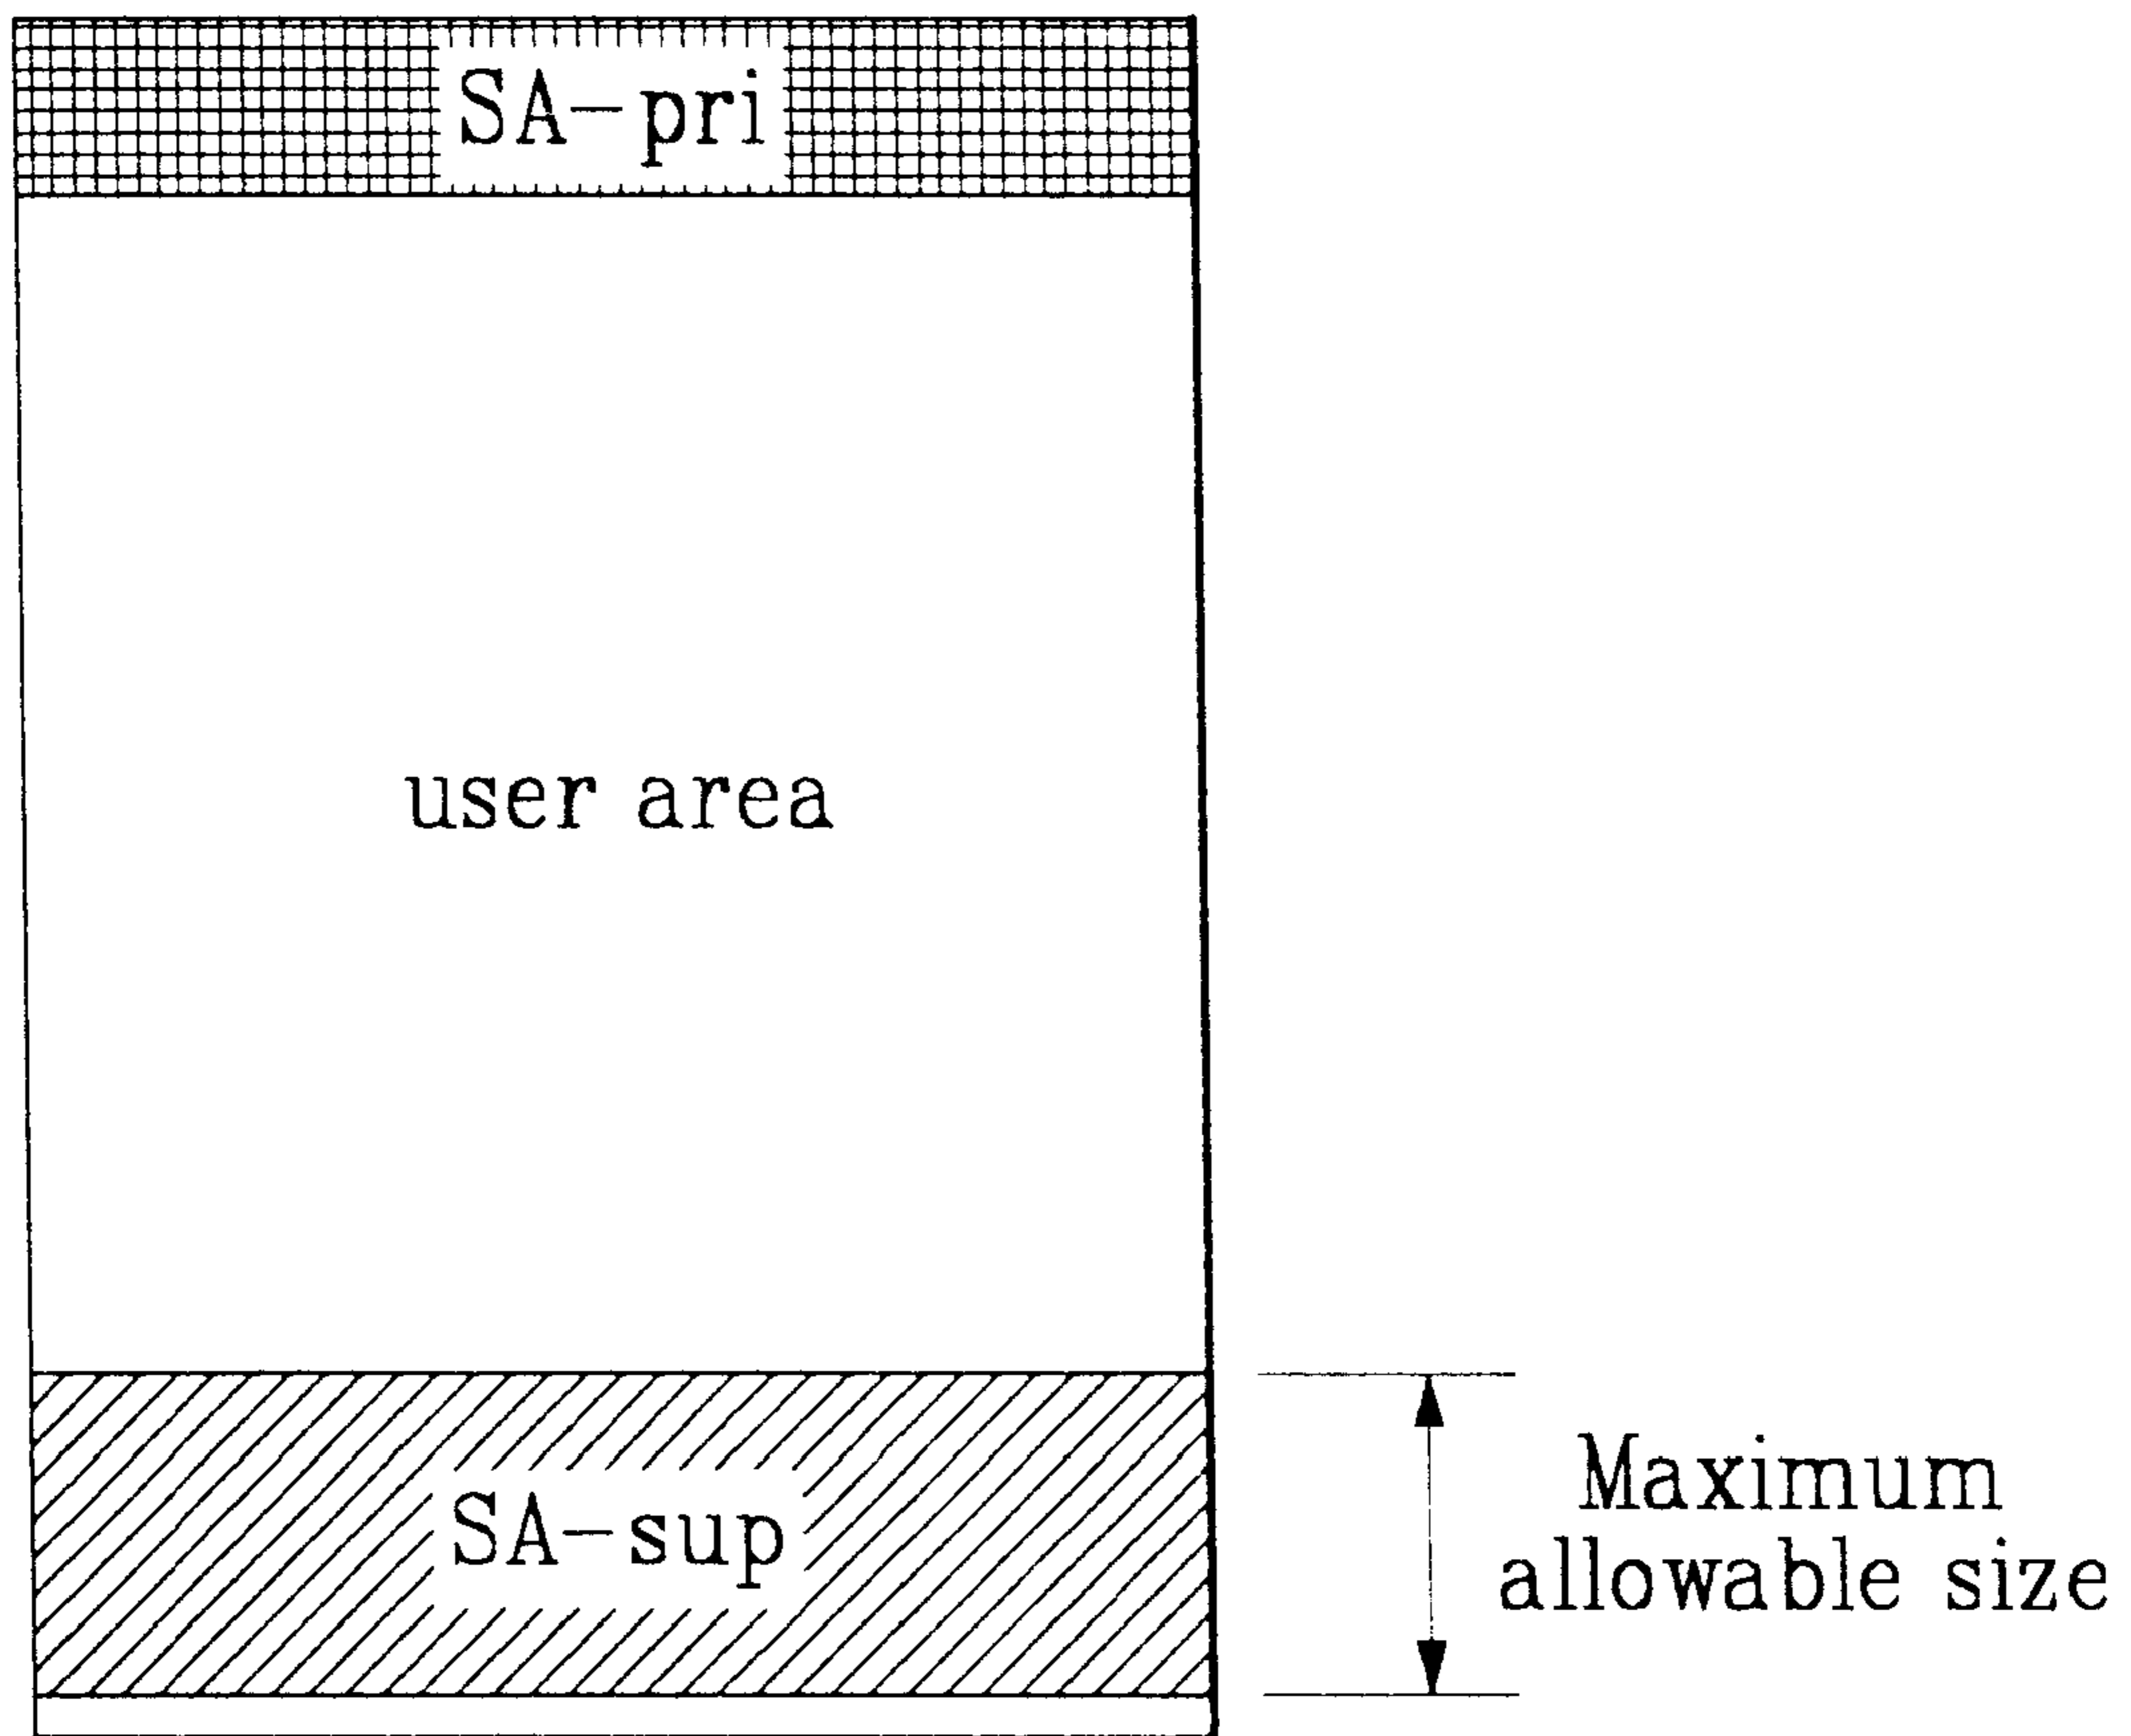 SA-pri
user area
SA-sup
Maximum
allowable size